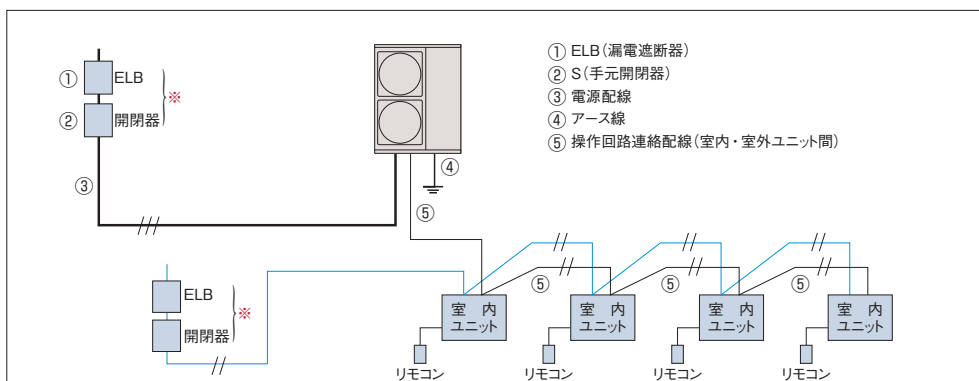 ① ELB ※
② 開閉器
③
④
⑤
① ELB(漏電遮断器)
② S(手元開閉器)
③ 電源配線
④ アース線
⑤ 操作回路連絡配線(室内・室外ユニット間)
ELB ※
開閉器
⑤ ⑤ ⑤
室 内 室 内 室 内 室 内
ユニット ユニット ユニット ユニット
リモコン リモコン リモコン リモコン